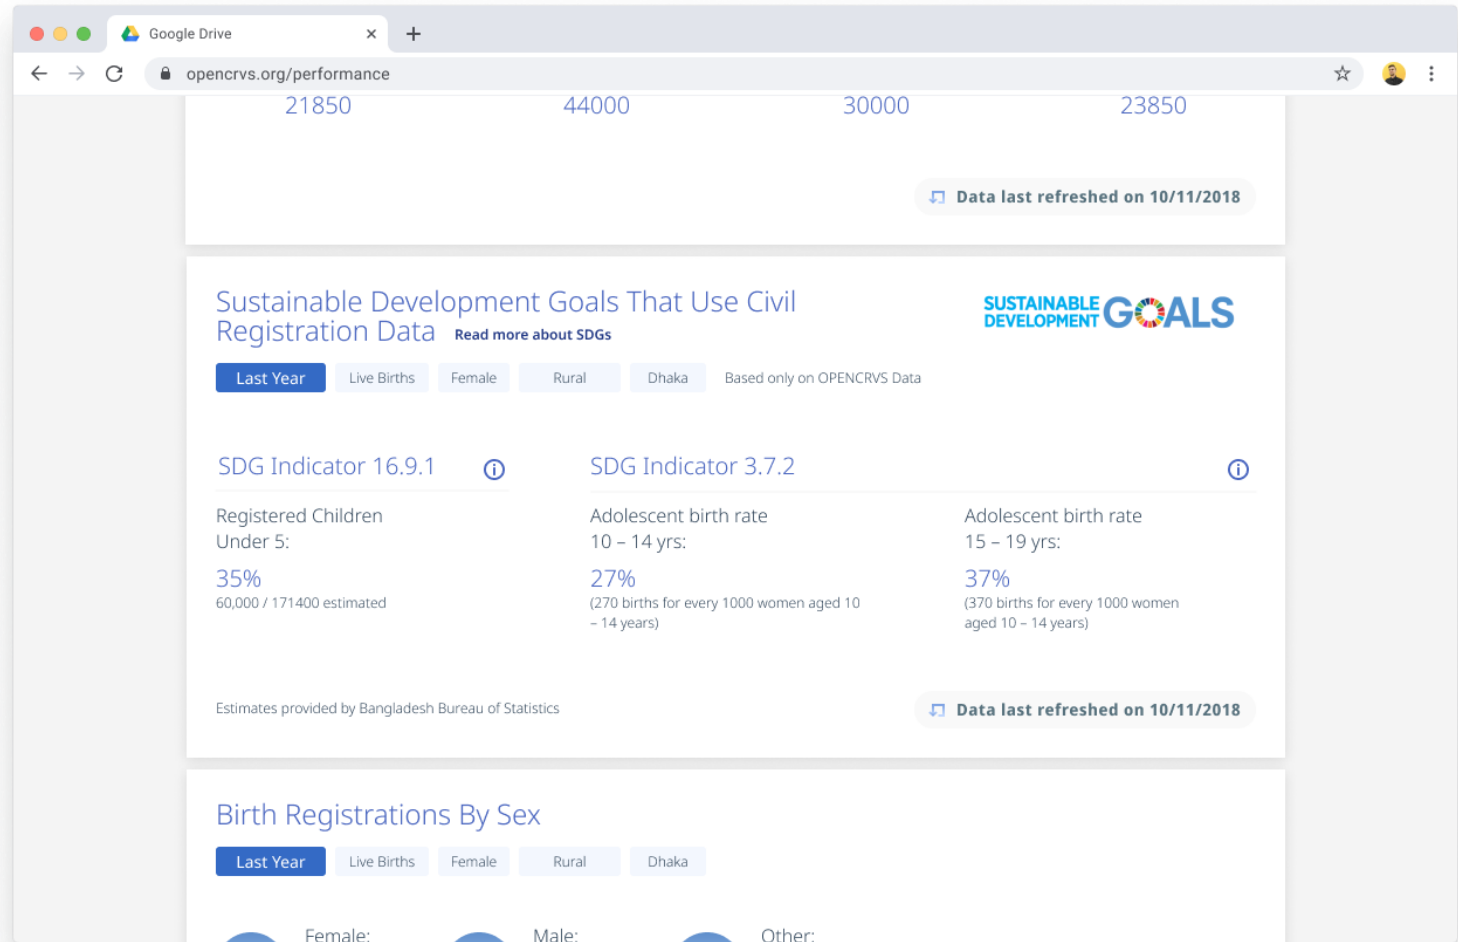 Google Drive
opencrvs.org/performance
21850 44000 30000 23850
Data last refreshed on 10/11/2018
Sustainable Development Goals That Use Civil
Registration Data Read more about SDGs
SUSTAINABLE
DEVELOPMENT GOALS
Last Year Live Births Female Rural Dhaka Based only on OPENCRVS Data
SDG Indicator 16.9.1
Registered Children
Under 5:
35%
60,000 / 171400 estimated
SDG Indicator 3.7.2
Adolescent birth rate
10 – 14 yrs:
27%
(270 births for every 1000 women aged 10
– 14 years)
Adolescent birth rate
15 – 19 yrs:
37%
(370 births for every 1000 women
aged 10 – 14 years)
Estimates provided by Bangladesh Bureau of Statistics
Data last refreshed on 10/11/2018
Birth Registrations By Sex
Last Year Live Births Female Rural Dhaka
Female: Male: Other: